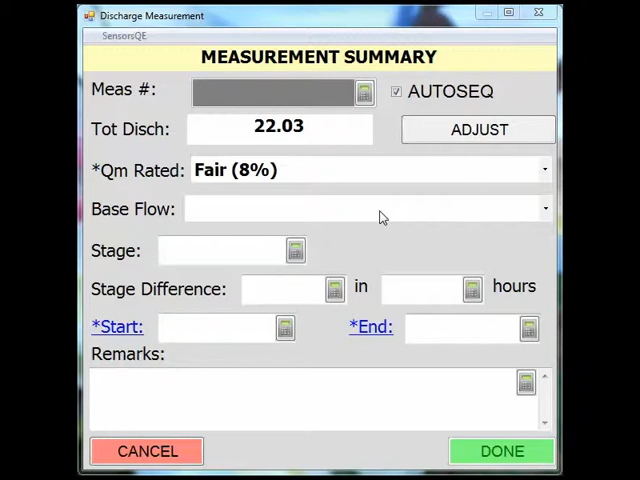 Discharge Measurement
SensorsQE
MEASUREMENT SUMMARY
Meas #: AUTOSEQ
Tot Disch: 22.03 ADJUST
*Qm Rated: Fair (8%)
Base Flow:
Stage:
Stage Difference: in hours
*Start: *End:
Remarks:
CANCEL DONE